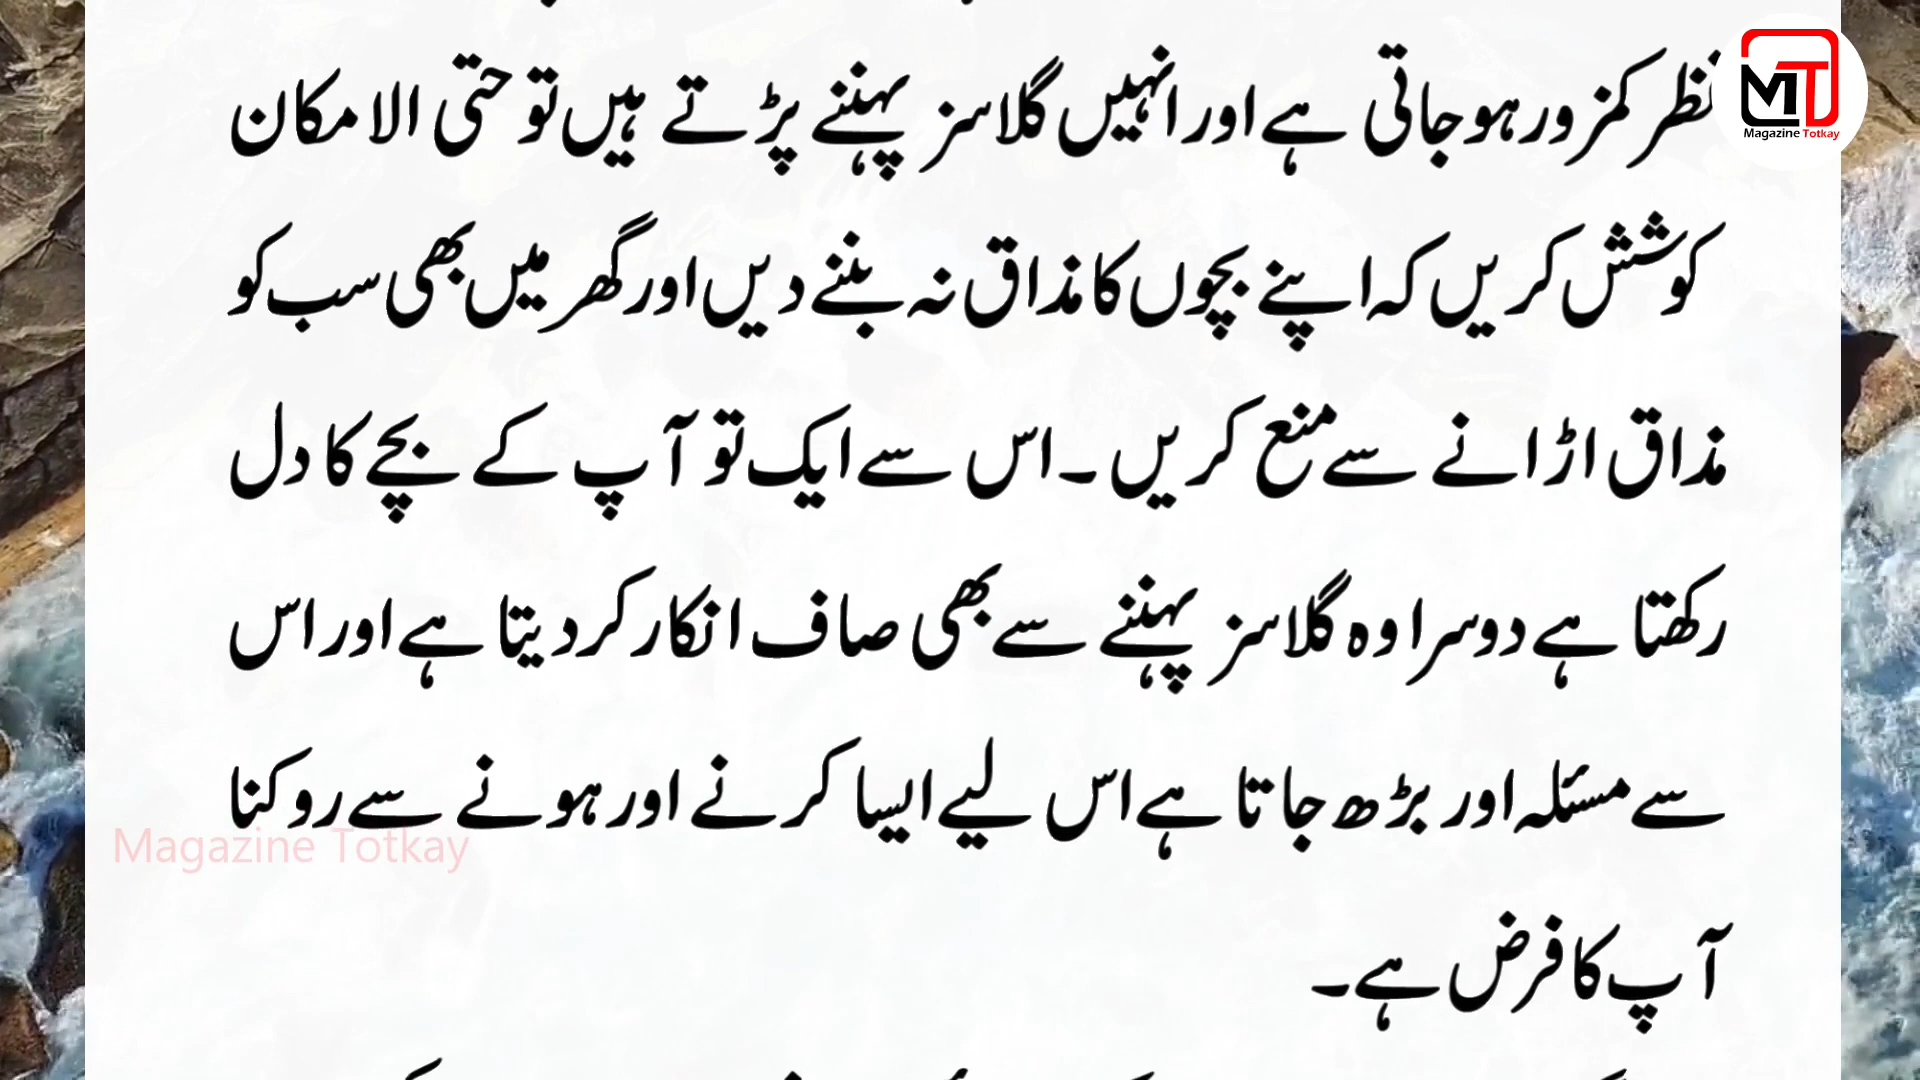 نظر کمزور ہو جاتی ہے اور انہیں گلاسز پہننے پڑتے ہیں تو حتی الامکان
کوشش کریں کہ اپنے بچوں کا مذاق نہ بننے دیں اور گھر میں بھی سب کو
مذاق اڑانے سے منع کریں ۔ اس سے ایک تو آپ کے بچے کا دل
رکھتا ہے دوسرا وہ گلاسز پہننے سے بھی صاف انکار کر دیتا ہے اور اس
سے مسئلہ اور بڑھ جاتا ہے اس لیے ایسا کرنے اور ہونے سے روکنا
آپ کا فرض ہے ۔
MT
Magazine Totkay
Magazine Totkay